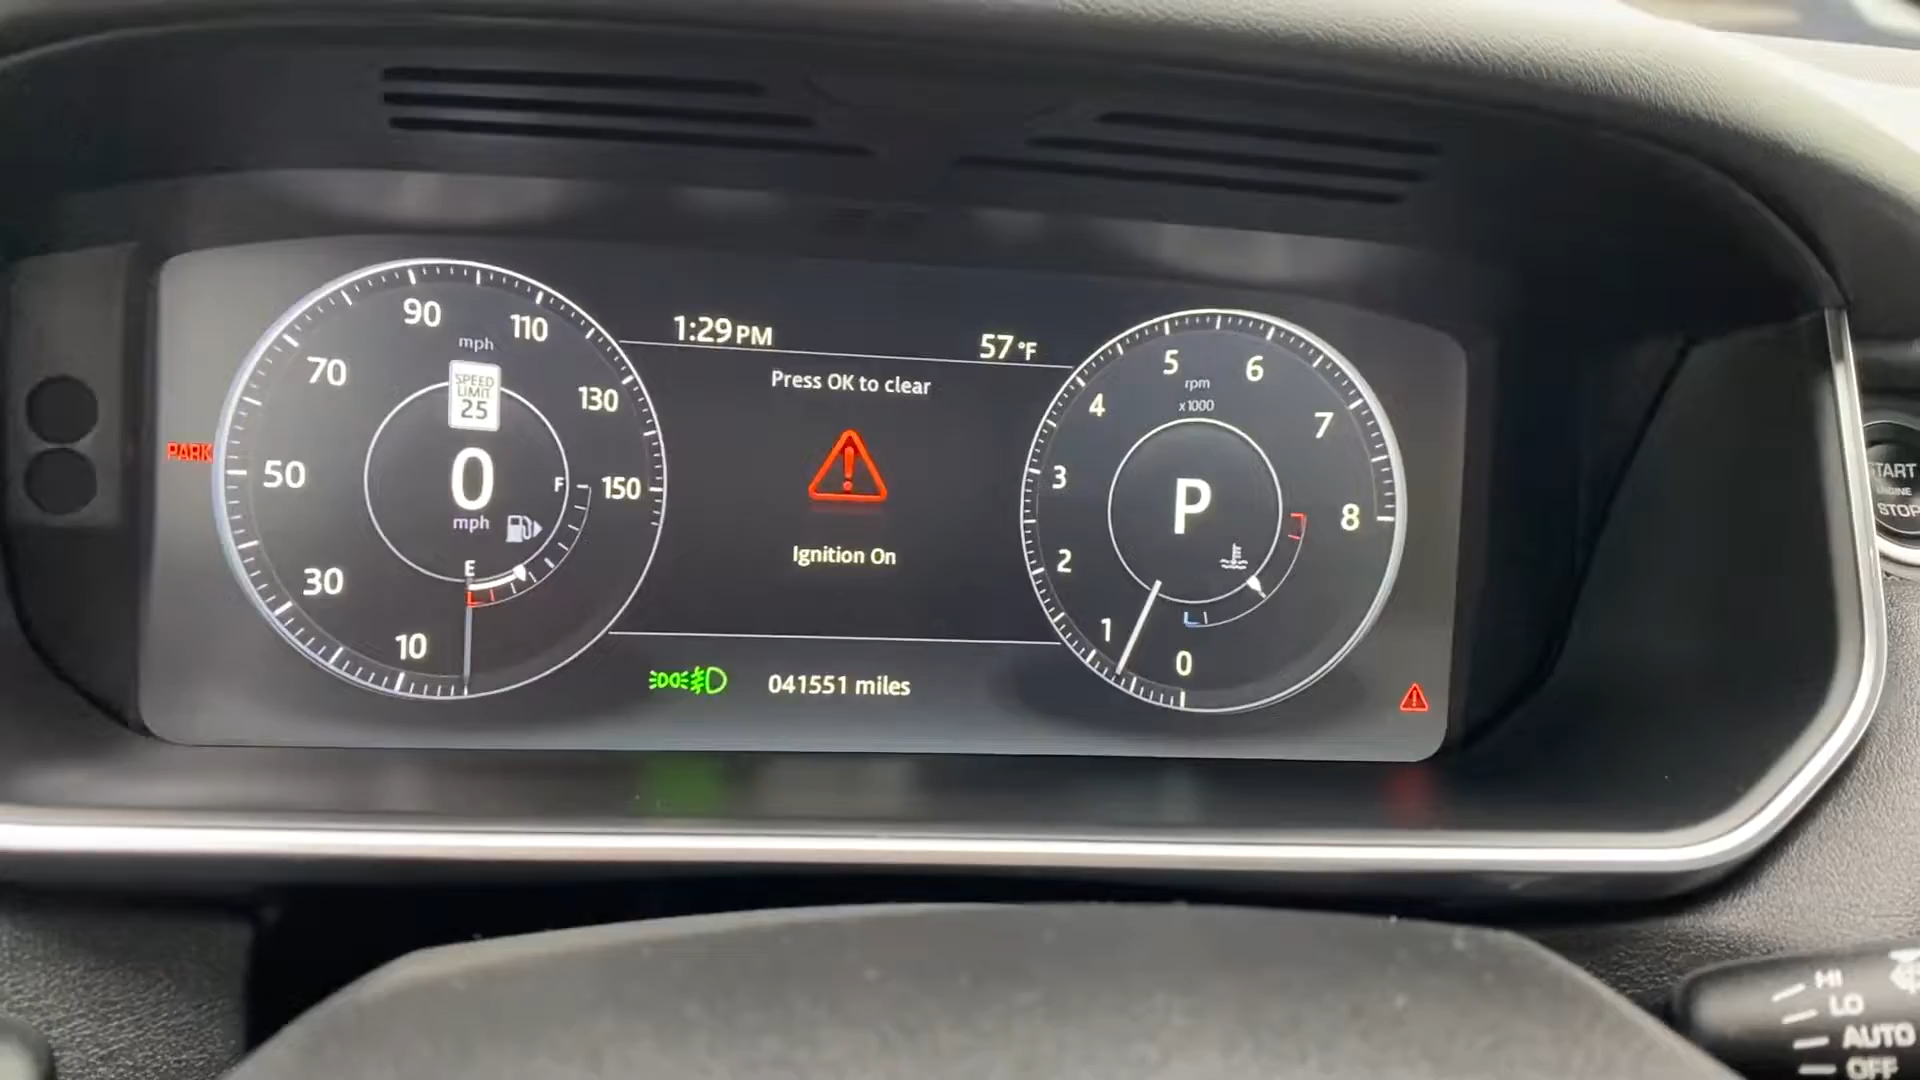 1:29 PM
57 °F
Press OK to clear
Ignition On
PARK
10
30
50
70
90
110
130
150
mph
SPEED
LIMIT
25
0
mph
F
E
0
1
2
3
4
5
6
7
8
rpm
x1000
P
041551 miles
START
ENGINE
STOP
HI
LO
AUTO
OFF